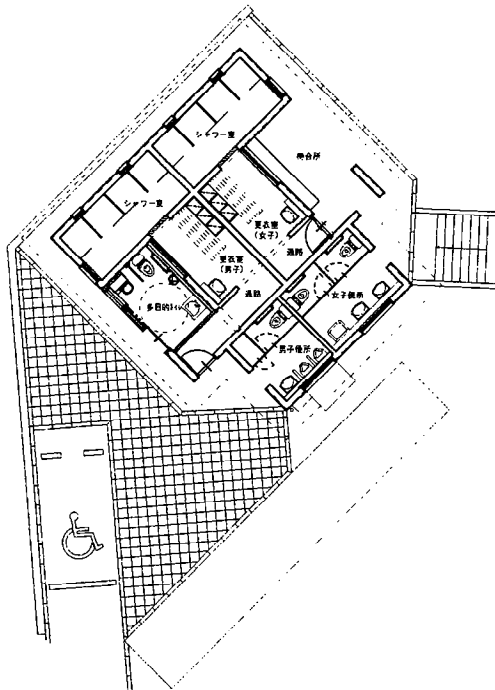 シャワー室
待合所
シャワー室
更衣室
(女子)
更衣室
(男子)
通路
通路
多目的トイレ
女子便所
男子便所